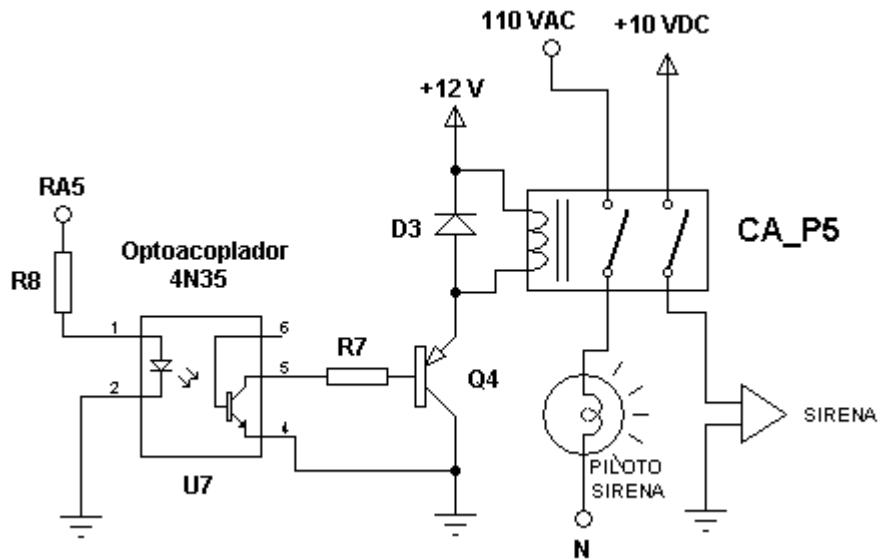 110 VAC
+10 VDC
+12 V
RA5
D3
CA_P5
Optoacoplador
4N35
R8
1
6
R7
5
Q4
2
4
SIRENA
U7
PILOTO
SIRENA
N